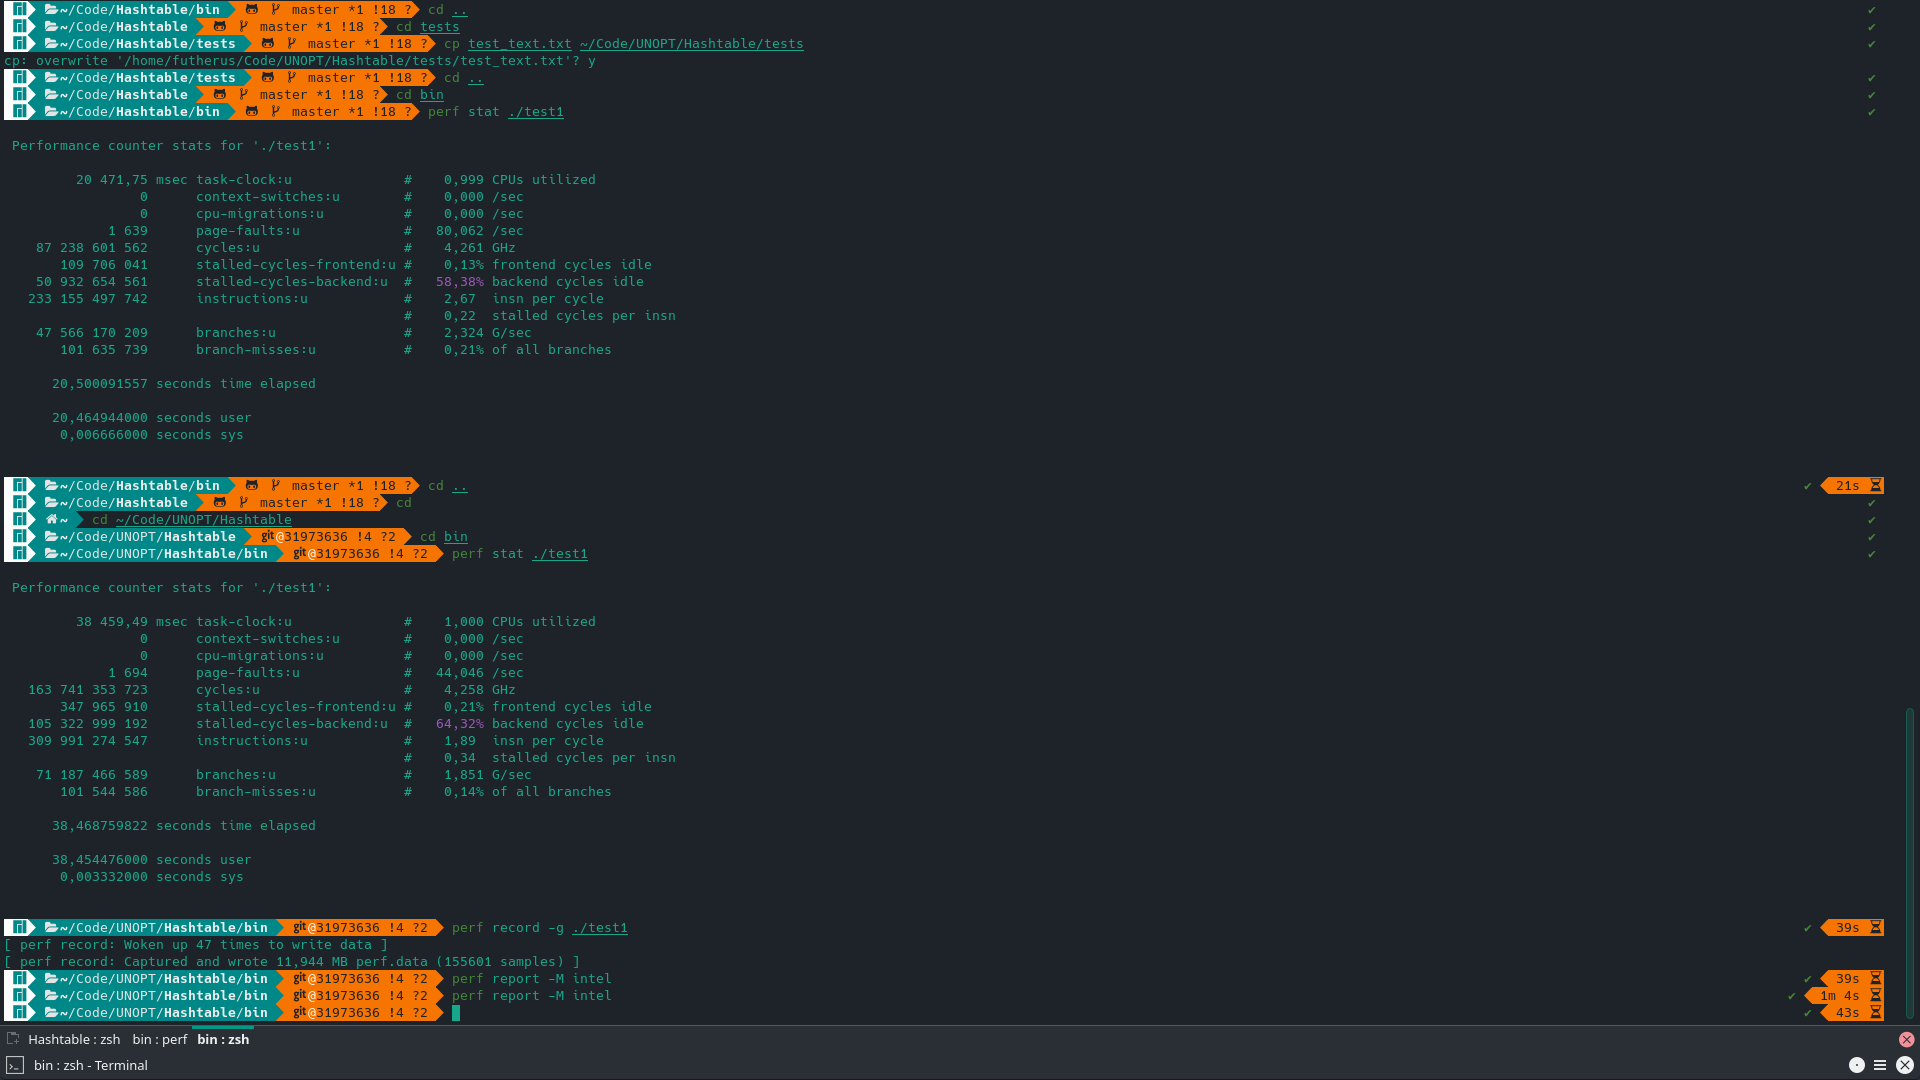 ~/Code/Hashtable/bin master *1 !18 ? cd .. ✔
~/Code/Hashtable master *1 !18 ? cd tests ✔
~/Code/Hashtable/tests master *1 !18 ? cp test_text.txt ~/Code/UNOPT/Hashtable/tests ✔
cp: overwrite '/home/futherus/Code/UNOPT/Hashtable/tests/test_text.txt'? y
~/Code/Hashtable/tests master *1 !18 ? cd .. ✔
~/Code/Hashtable master *1 !18 ? cd bin ✔
~/Code/Hashtable/bin master *1 !18 ? perf stat ./test1 ✔
Performance counter stats for './test1':
20 471,75 msec task-clock:u # 0,999 CPUs utilized
0 context-switches:u # 0,000 /sec
0 cpu-migrations:u # 0,000 /sec
1 639 page-faults:u # 80,062 /sec
87 238 601 562 cycles:u # 4,261 GHz
109 706 041 stalled-cycles-frontend:u # 0,13% frontend cycles idle
50 932 654 561 stalled-cycles-backend:u # 58,38% backend cycles idle
233 155 497 742 instructions:u # 2,67 insn per cycle
# 0,22 stalled cycles per insn
47 566 170 209 branches:u # 2,324 G/sec
101 635 739 branch-misses:u # 0,21% of all branches
20,500091557 seconds time elapsed
20,464944000 seconds user
0,006666000 seconds sys
~/Code/Hashtable/bin master *1 !18 ? cd .. ✔ 21s
~/Code/Hashtable master *1 !18 ? cd ✔
~ cd ~/Code/UNOPT/Hashtable ✔
~/Code/UNOPT/Hashtable git@31973636 !4 ?2 cd bin ✔
~/Code/UNOPT/Hashtable/bin git@31973636 !4 ?2 perf stat ./test1 ✔
Performance counter stats for './test1':
38 459,49 msec task-clock:u # 1,000 CPUs utilized
0 context-switches:u # 0,000 /sec
0 cpu-migrations:u # 0,000 /sec
1 694 page-faults:u # 44,046 /sec
163 741 353 723 cycles:u # 4,258 GHz
347 965 910 stalled-cycles-frontend:u # 0,21% frontend cycles idle
105 322 999 192 stalled-cycles-backend:u # 64,32% backend cycles idle
309 991 274 547 instructions:u # 1,89 insn per cycle
# 0,34 stalled cycles per insn
71 187 466 589 branches:u # 1,851 G/sec
101 544 586 branch-misses:u # 0,14% of all branches
38,468759822 seconds time elapsed
38,454476000 seconds user
0,003332000 seconds sys
~/Code/UNOPT/Hashtable/bin git@31973636 !4 ?2 perf record -g ./test1 ✔ 39s
[ perf record: Woken up 47 times to write data ]
[ perf record: Captured and wrote 11,944 MB perf.data (155601 samples) ]
~/Code/UNOPT/Hashtable/bin git@31973636 !4 ?2 perf report -M intel ✔ 39s
~/Code/UNOPT/Hashtable/bin git@31973636 !4 ?2 perf report -M intel ✔ 1m 4s
~/Code/UNOPT/Hashtable/bin git@31973636 !4 ?2 ✔ 43s
Hashtable : zsh bin : perf bin : zsh
bin : zsh - Terminal